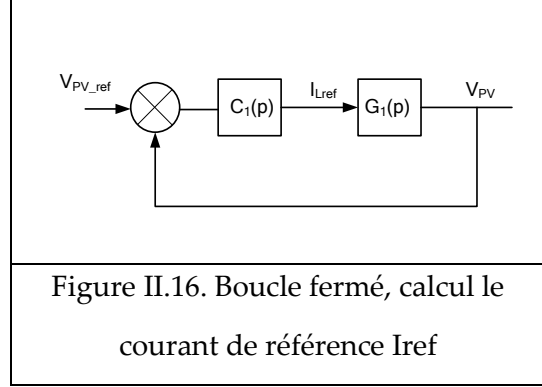 V_PV_ref
C₁(p)
I_Lref
G₁(p)
V_PV
Figure II.16. Boucle fermé, calcul le
courant de référence Iref